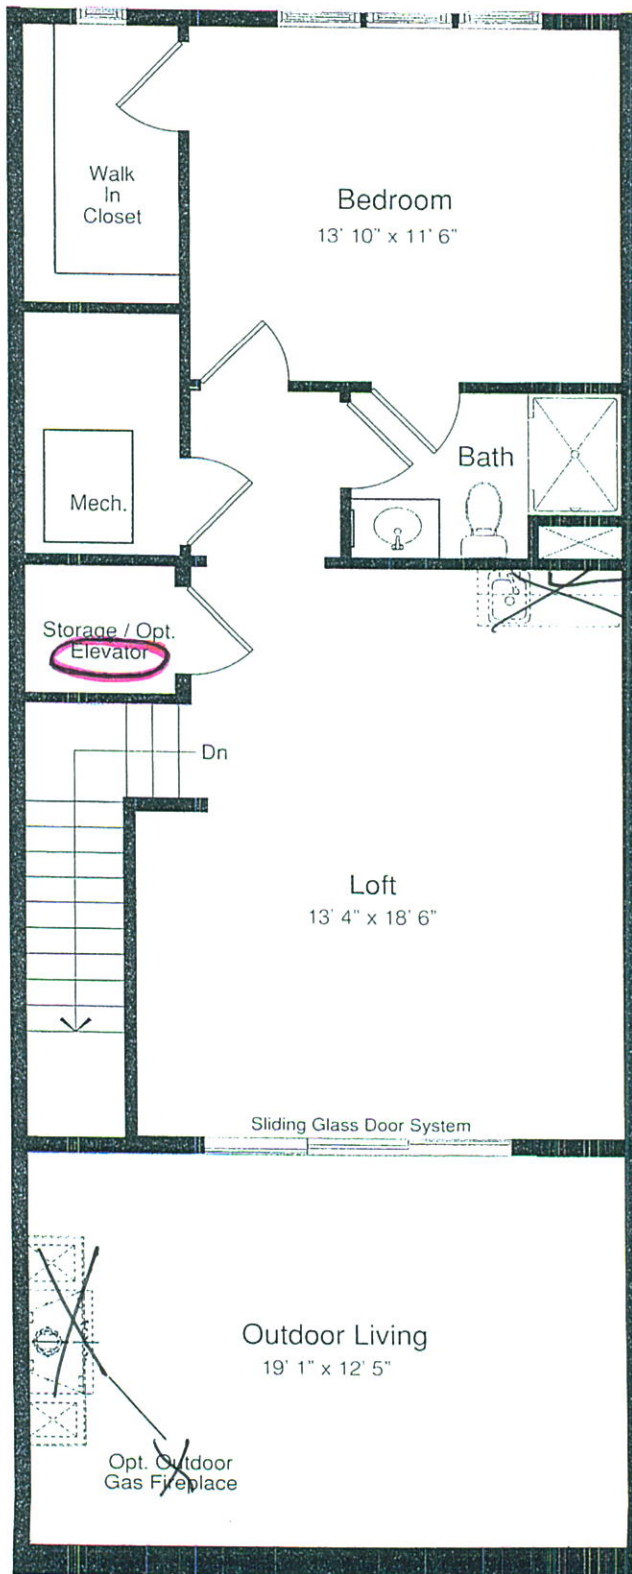 Walk
In
Closet
Bedroom
13' 10" x 11' 6"
Mech.
Bath
Storage / Opt.
Elevator
Dn
Loft
13' 4" x 18' 6"
Sliding Glass Door System
Outdoor Living
19' 1" x 12' 5"
Opt. Outdoor
Gas Fireplace